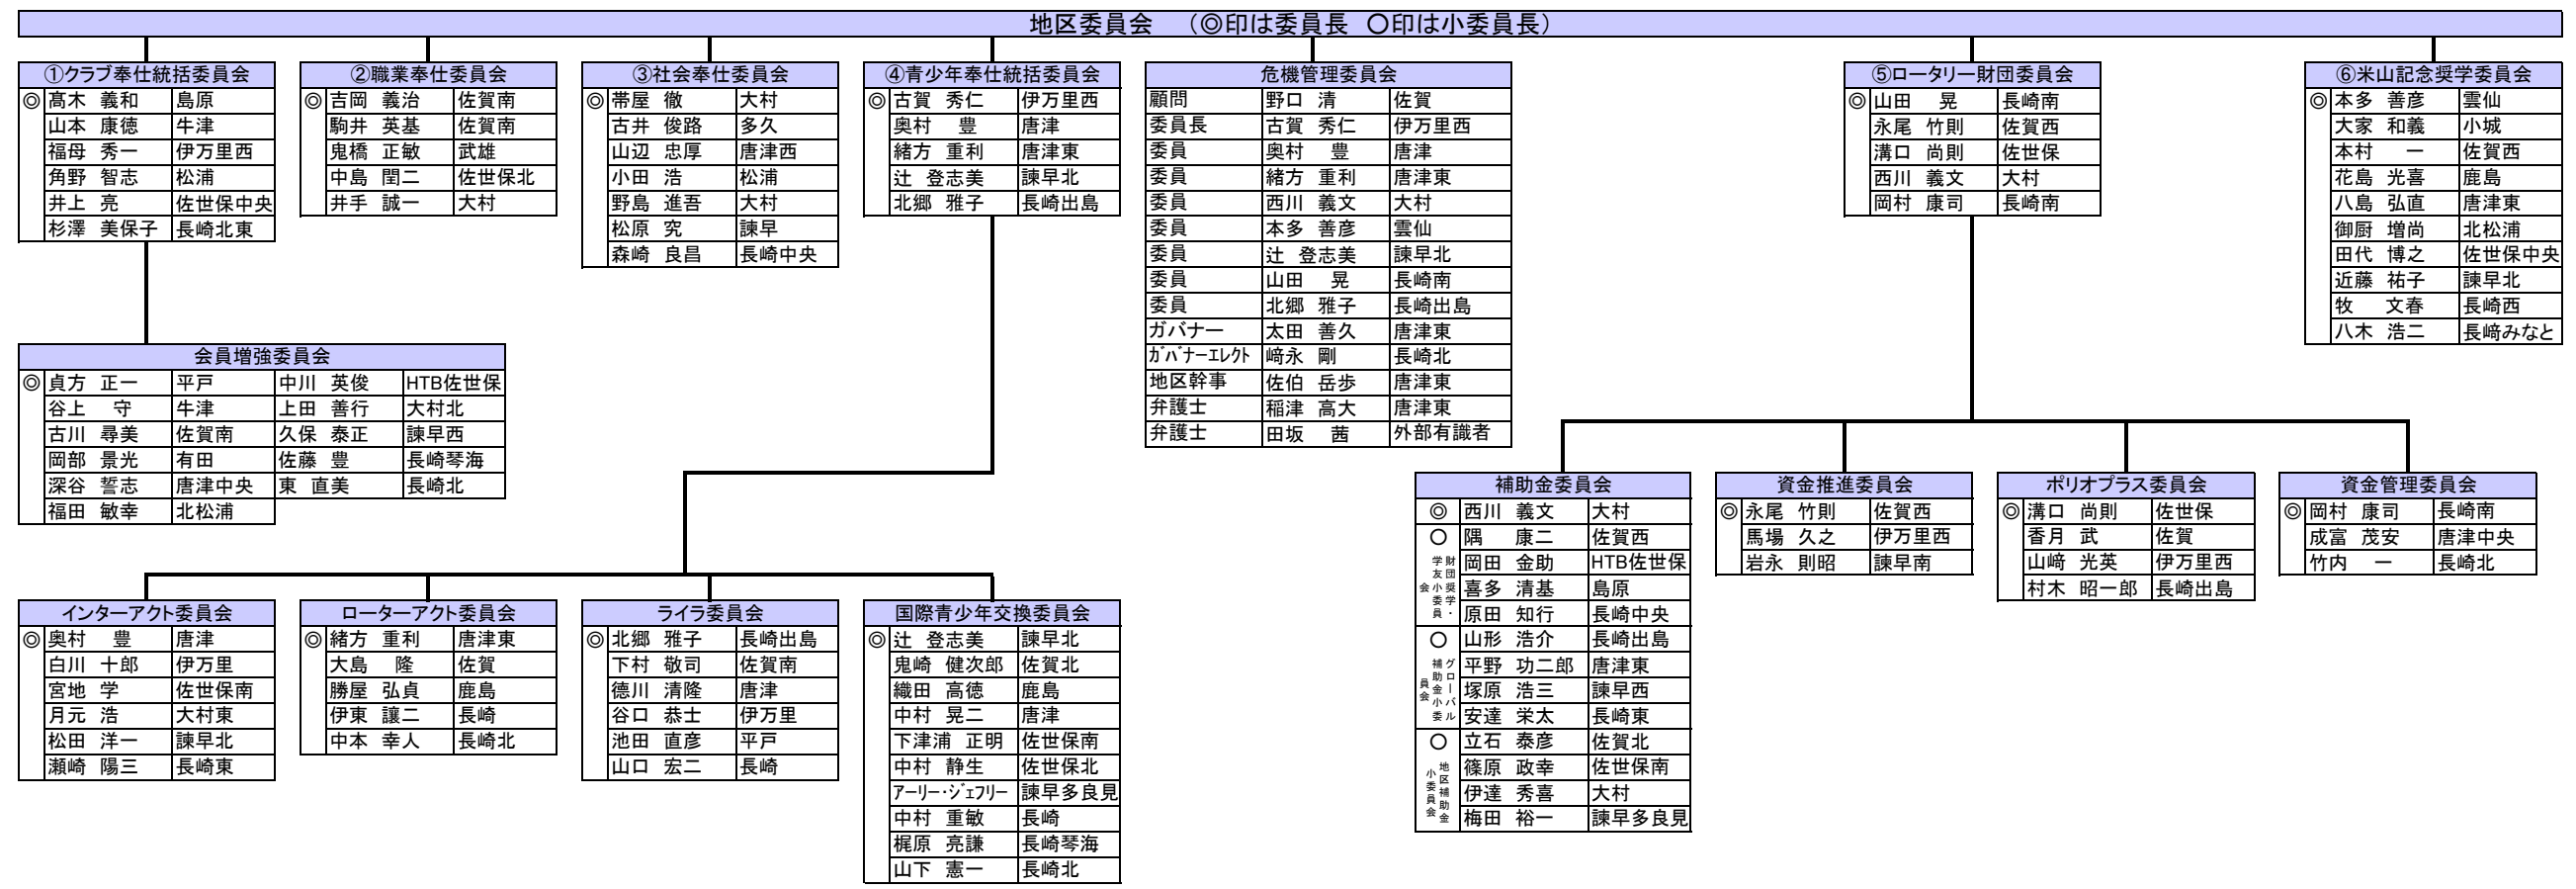 地区委員会 （◎印は委員長 〇印は小委員長）
①クラブ奉仕統括委員会
◎ 髙木 義和 島原
山本 康徳 牛津
福母 秀一 伊万里西
角野 智志 松浦
井上 亮 佐世保中央
杉澤 美保子 長崎北東
②職業奉仕委員会
◎ 吉岡 義治 佐賀南
駒井 英基 佐賀南
鬼橋 正敏 武雄
中島 閏二 佐世保北
井手 誠一 大村
③社会奉仕委員会
◎ 帯屋 徹 大村
古井 俊路 多久
山辺 忠厚 唐津西
小田 浩 松浦
野島 進吾 大村
松原 究 諫早
森崎 良昌 長崎中央
④青少年奉仕統括委員会
◎ 古賀 秀仁 伊万里西
奥村 豊 唐津
緒方 重利 唐津東
辻 登志美 諫早北
北郷 雅子 長崎出島
危機管理委員会
顧問 野口 清 佐賀
委員長 古賀 秀仁 伊万里西
委員 奥村 豊 唐津
委員 緒方 重利 唐津東
委員 西川 義文 大村
委員 本多 善彦 雲仙
委員 辻 登志美 諫早北
委員 山田 晃 長崎南
委員 北郷 雅子 長崎出島
ガバナー 太田 善久 唐津東
ｶﾞﾊﾞﾅｰｴﾚｸﾄ 﨑永 剛 長崎北
地区幹事 佐伯 岳歩 唐津東
弁護士 稲津 高大 唐津東
弁護士 田坂 茜 外部有識者
⑤ロータリー財団委員会
◎ 山田 晃 長崎南
永尾 竹則 佐賀西
溝口 尚則 佐世保
西川 義文 大村
岡村 康司 長崎南
⑥米山記念奨学委員会
◎ 本多 善彦 雲仙
大家 和義 小城
本村 一 佐賀西
花島 光喜 鹿島
八島 弘直 唐津東
御厨 増尚 北松浦
田代 博之 佐世保中央
近藤 祐子 諫早北
牧 文春 長崎西
八木 浩二 長﨑みなと
会員増強委員会
◎ 貞方 正一 平戸 中川 英俊 HTB佐世保
谷上 守 牛津 上田 善行 大村北
古川 尋美 佐賀南 久保 泰正 諫早西
岡部 景光 有田 佐藤 豊 長崎琴海
深谷 誓志 唐津中央 東 直美 長崎北
福田 敏幸 北松浦
インターアクト委員会
◎ 奥村 豊 唐津
白川 十郎 伊万里
宮地 学 佐世保南
月元 浩 大村東
松田 洋一 諫早北
瀬崎 陽三 長崎東
ローターアクト委員会
◎ 緒方 重利 唐津東
大島 隆 佐賀
勝屋 弘貞 鹿島
伊東 讓二 長崎
中本 幸人 長崎北
ライラ委員会
◎ 北郷 雅子 長崎出島
下村 敬司 佐賀南
德川 清隆 唐津
谷口 恭士 伊万里
池田 直彦 平戸
山口 宏二 長崎
国際青少年交換委員会
◎ 辻 登志美 諫早北
鬼崎 健次郎 佐賀北
織田 高徳 鹿島
中村 晃二 唐津
下津浦 正明 佐世保南
中村 静生 佐世保北
ｱｰﾘｰ･ｼﾞｪﾌﾘｰ 諫早多良見
中村 重敏 長崎
梶原 亮謙 長崎琴海
山下 憲一 長崎北
補助金委員会
◎ 西川 義文 大村
〇 隈 康二 佐賀西
財団奨学・学友小委員会
岡田 金助 HTB佐世保
喜多 清基 島原
原田 知行 長崎中央
〇 山形 浩介 長崎出島
グローバル補助金小委員会
平野 功二郎 唐津東
塚原 浩三 諫早西
安達 栄太 長崎東
〇 立石 泰彦 佐賀北
地区補助金小委員会
篠原 政幸 佐世保南
伊達 秀喜 大村
梅田 裕一 諫早多良見
資金推進委員会
◎ 永尾 竹則 佐賀西
馬場 久之 伊万里西
岩永 則昭 諫早南
ポリオプラス委員会
◎ 溝口 尚則 佐世保
香月 武 佐賀
山﨑 光英 伊万里西
村木 昭一郎 長崎出島
資金管理委員会
◎ 岡村 康司 長崎南
成富 茂安 唐津中央
竹内 一 長崎北